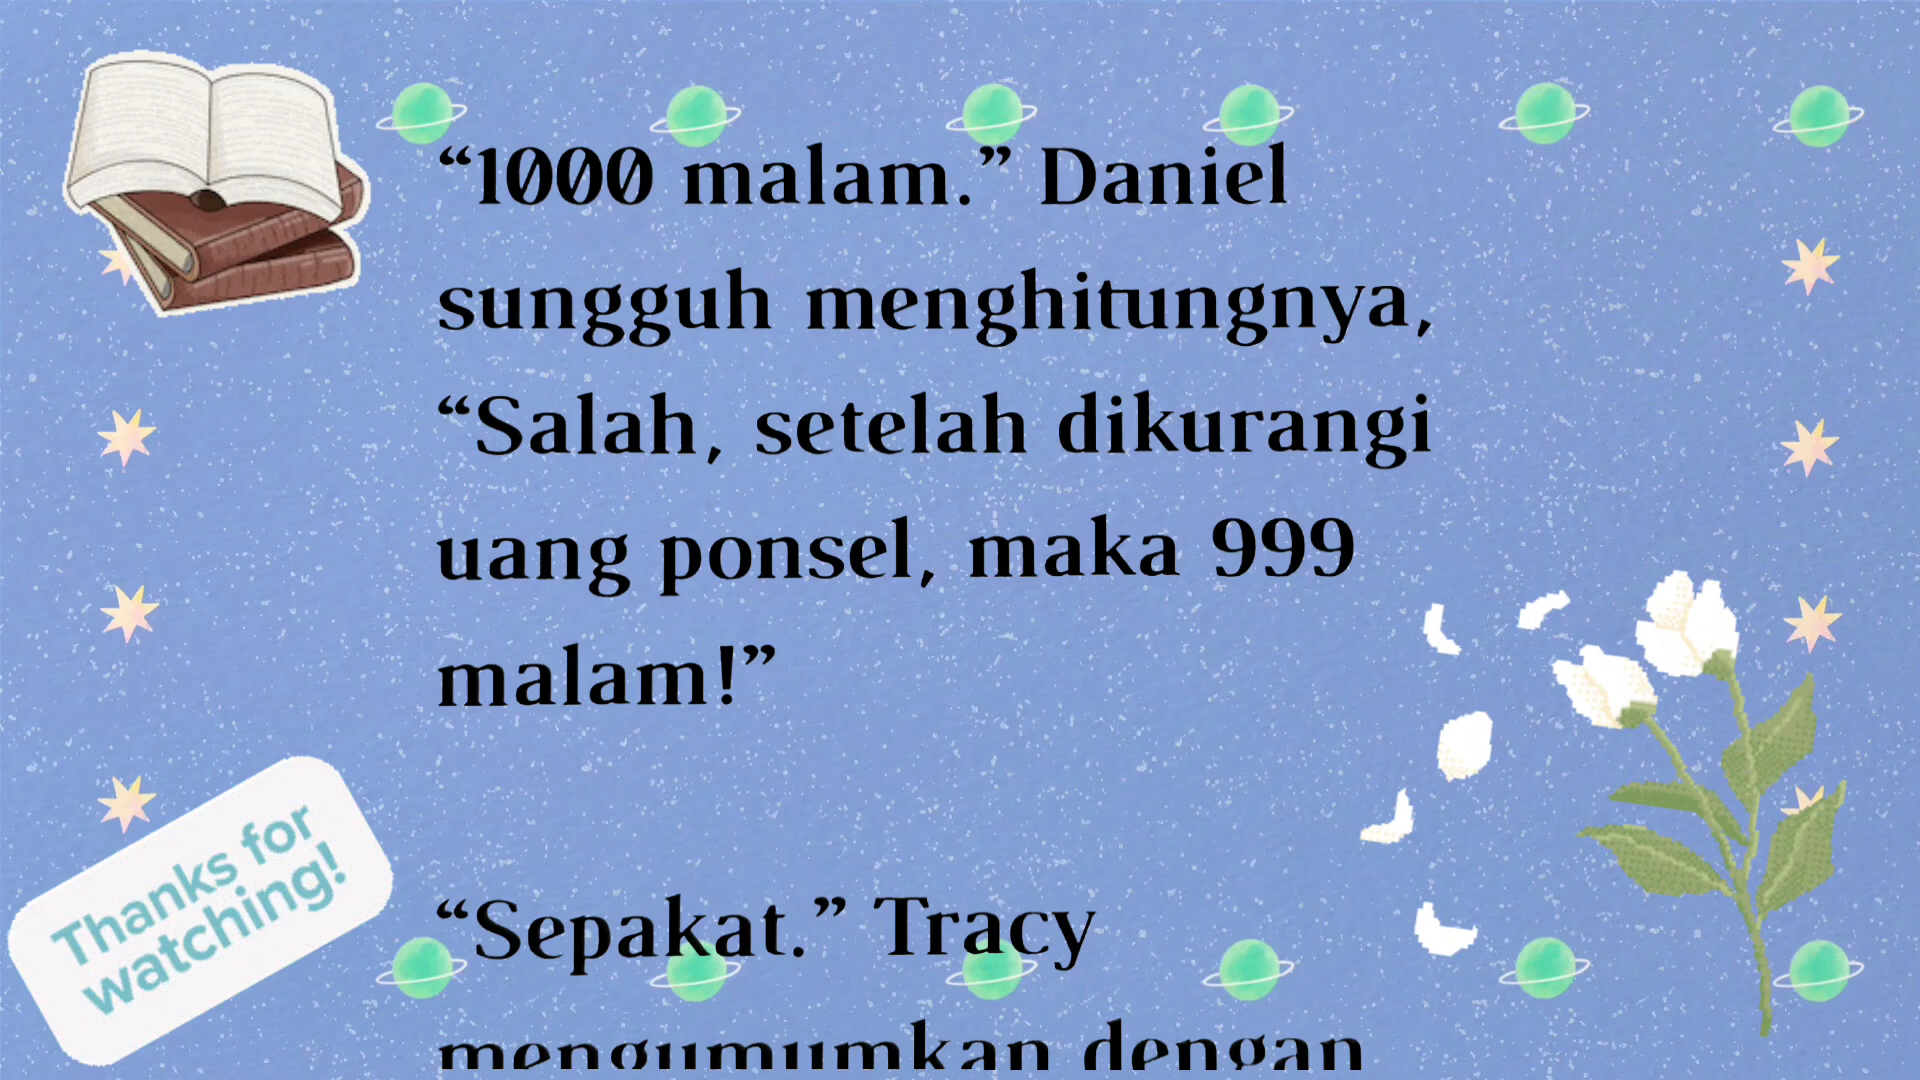 “1000 malam.” Daniel
sungguh menghitungnya,
“Salah, setelah dikurangi
uang ponsel, maka 999
malam!”
“Sepakat.” Tracy
mengumumkan dengan
Thanks for
watching!